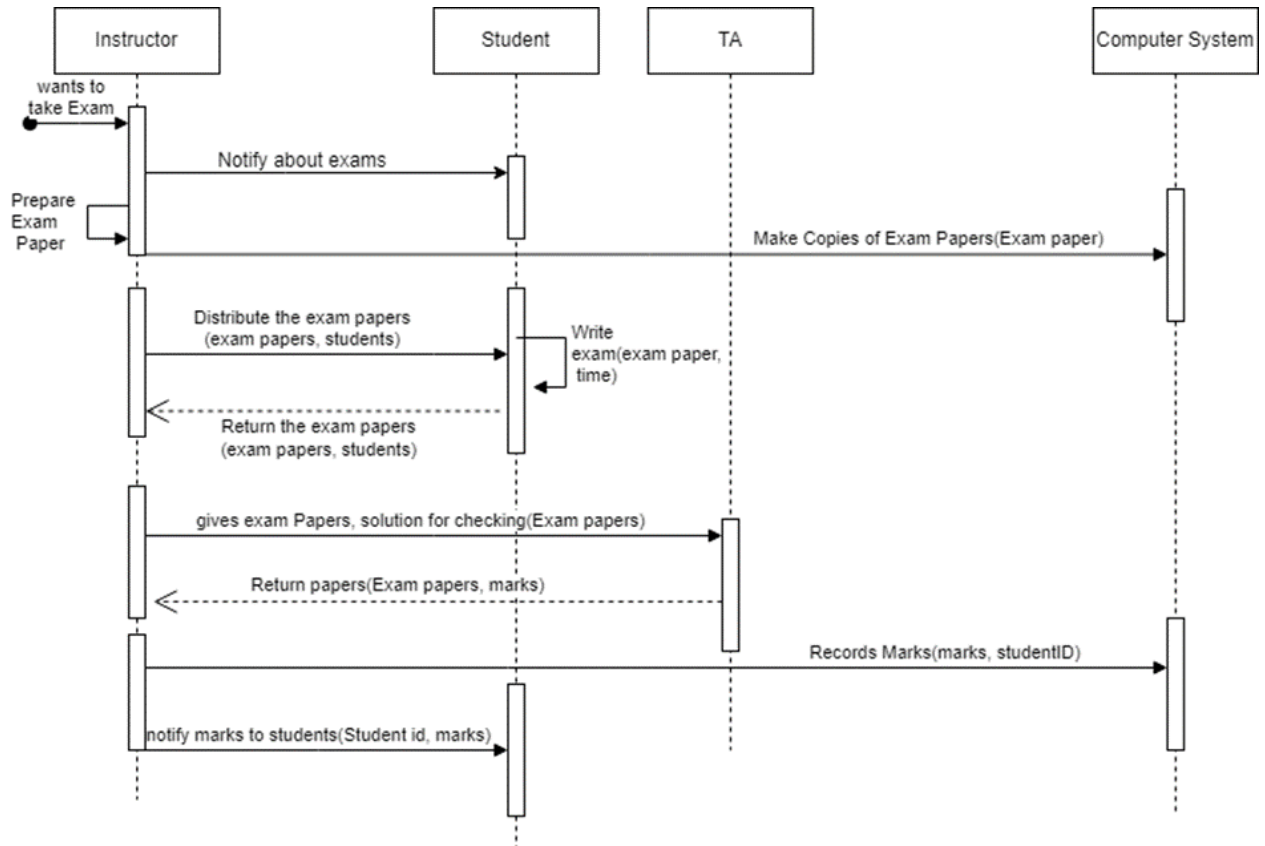 Instructor
Student
TA
Computer System
wants to
take Exam
Notify about exams
Prepare
Exam
Paper
Make Copies of Exam Papers(Exam paper)
Distribute the exam papers
(exam papers, students)
Write
exam(exam paper,
time)
Return the exam papers
(exam papers, students)
gives exam Papers, solution for checking(Exam papers)
Return papers(Exam papers, marks)
Records Marks(marks, studentID)
notify marks to students(Student id, marks)